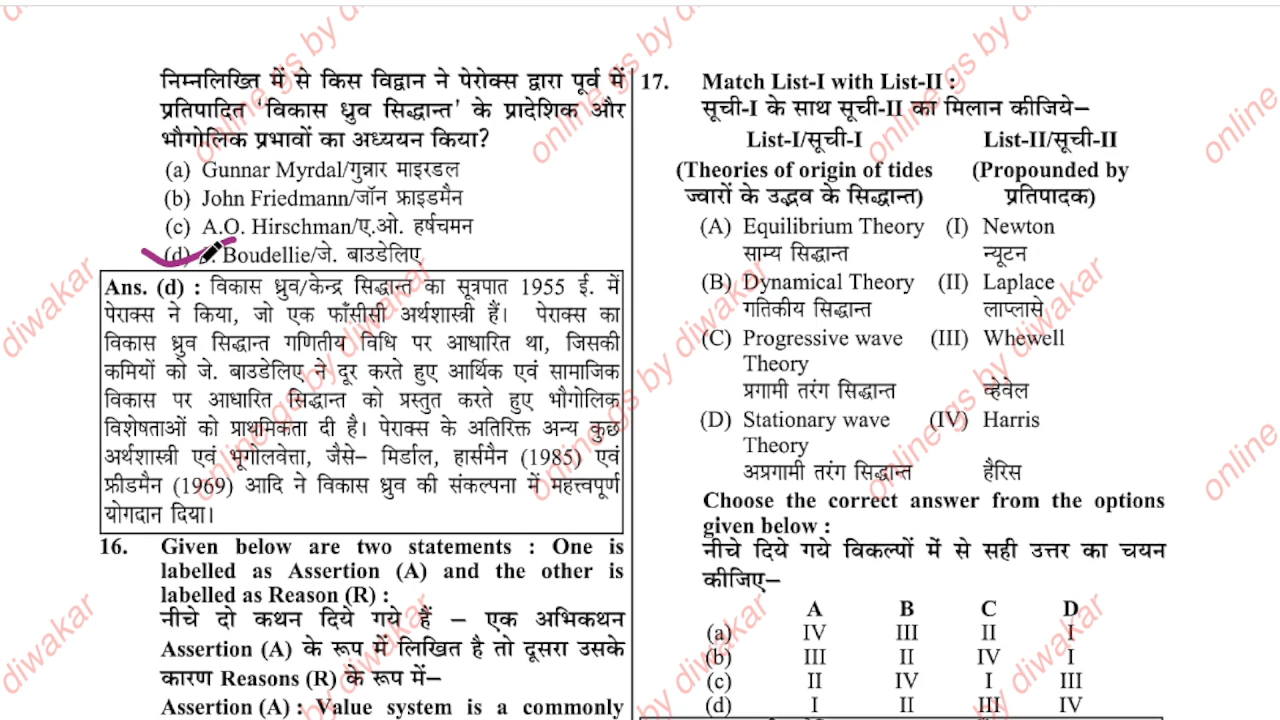 निम्नलिखित में से किस विद्वान ने पेरोक्स द्वारा पूर्व में
प्रतिपादित 'विकास ध्रुव सिद्धान्त' के प्रादेशिक और
भौगोलिक प्रभावों का अध्ययन किया?
(a) Gunnar Myrdal/गुन्नार माइरडल
(b) John Friedmann/जॉन फ्राइडमैन
(c) A.O. Hirschman/ए.ओ. हर्षचमन
(d) Boudellie/जे. बाउडेलिए
Ans. (d) : विकास ध्रुव/केन्द्र सिद्धान्त का सूत्रपात 1955 ई. में
पेराक्स ने किया, जो एक फाँसीसी अर्थशास्त्री हैं। पेराक्स का
विकास ध्रुव सिद्धान्त गणितीय विधि पर आधारित था, जिसकी
कमियों को जे. बाउडेलिए ने दूर करते हुए आर्थिक एवं सामाजिक
विकास पर आधारित सिद्धान्त को प्रस्तुत करते हुए भौगोलिक
विशेषताओं को प्राथमिकता दी है। पेराक्स के अतिरिक्त अन्य कुछ
अर्थशास्त्री एवं भूगोलवेत्ता, जैसे– मिर्डाल, हार्समैन (1985) एवं
फ्रीडमैन (1969) आदि ने विकास ध्रुव की संकल्पना में महत्त्वपूर्ण
योगदान दिया।
16. Given below are two statements : One is
labelled as Assertion (A) and the other is
labelled as Reason (R) :
नीचे दो कथन दिये गये हैं – एक अभिकथन
Assertion (A) के रूप में लिखित है तो दूसरा उसके
कारण Reasons (R) के रूप में–
Assertion (A) : Value system is a commonly
17. Match List-I with List-II :
सूची-I के साथ सूची-II का मिलान कीजिये–
List-I/सूची-I List-II/सूची-II
(Theories of origin of tides (Propounded by
ज्वारों के उद्भव के सिद्धान्त) प्रतिपादक)
(A) Equilibrium Theory (I) Newton
साम्य सिद्धान्त न्यूटन
(B) Dynamical Theory (II) Laplace
गतिकीय सिद्धान्त लाप्लासे
(C) Progressive wave (III) Whewell
Theory
प्रगामी तरंग सिद्धान्त व्हेवेल
(D) Stationary wave (IV) Harris
Theory
अप्रगामी तरंग सिद्धान्त हैरिस
Choose the correct answer from the options
given below :
नीचे दिये गये विकल्पों में से सही उत्तर का चयन
कीजिए–
A B C D
(a) IV III II I
(b) III II IV I
(c) II IV I III
(d) I II III IV
online gs by diwakar